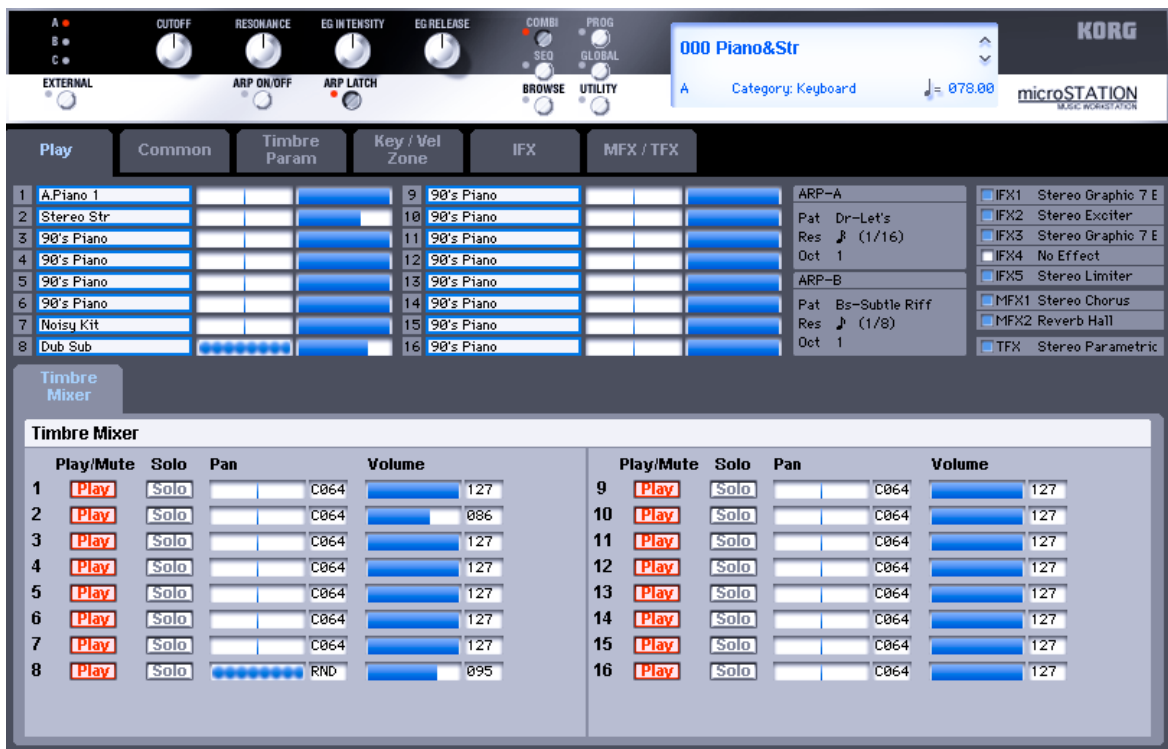 A CUTOFF RESONANCE EG INTENSITY EG RELEASE COMBI PROG KORG
B
C
SEQ GLOBAL
000 Piano&Str
EXTERNAL ARP ON/OFF ARP LATCH BROWSE UTILITY
A Category: Keyboard ♩= 078.00
microSTATION
MUSIC WORKSTATION
Play Common Timbre Param Key / Vel Zone IFX MFX / TFX
1 A.Piano 1 9 90's Piano ARP-A IFX1 Stereo Graphic 7 E
2 Stereo Str 10 90's Piano Pat Dr-Let's IFX2 Stereo Exciter
3 90's Piano 11 90's Piano Res ♪ (1/16) IFX3 Stereo Graphic 7 E
4 90's Piano 12 90's Piano Oct 1 IFX4 No Effect
5 90's Piano 13 90's Piano ARP-B IFX5 Stereo Limiter
6 90's Piano 14 90's Piano Pat Bs-Subtle Riff MFX1 Stereo Chorus
7 Noisy Kit 15 90's Piano Res ♪ (1/8) MFX2 Reverb Hall
8 Dub Sub 16 90's Piano Oct 1 TFX Stereo Parametric
Timbre
Mixer
Timbre Mixer
Play/Mute Solo Pan Volume Play/Mute Solo Pan Volume
1 Play Solo C064 127 9 Play Solo C064 127
2 Play Solo C064 086 10 Play Solo C064 127
3 Play Solo C064 127 11 Play Solo C064 127
4 Play Solo C064 127 12 Play Solo C064 127
5 Play Solo C064 127 13 Play Solo C064 127
6 Play Solo C064 127 14 Play Solo C064 127
7 Play Solo C064 127 15 Play Solo C064 127
8 Play Solo RND 095 16 Play Solo C064 127